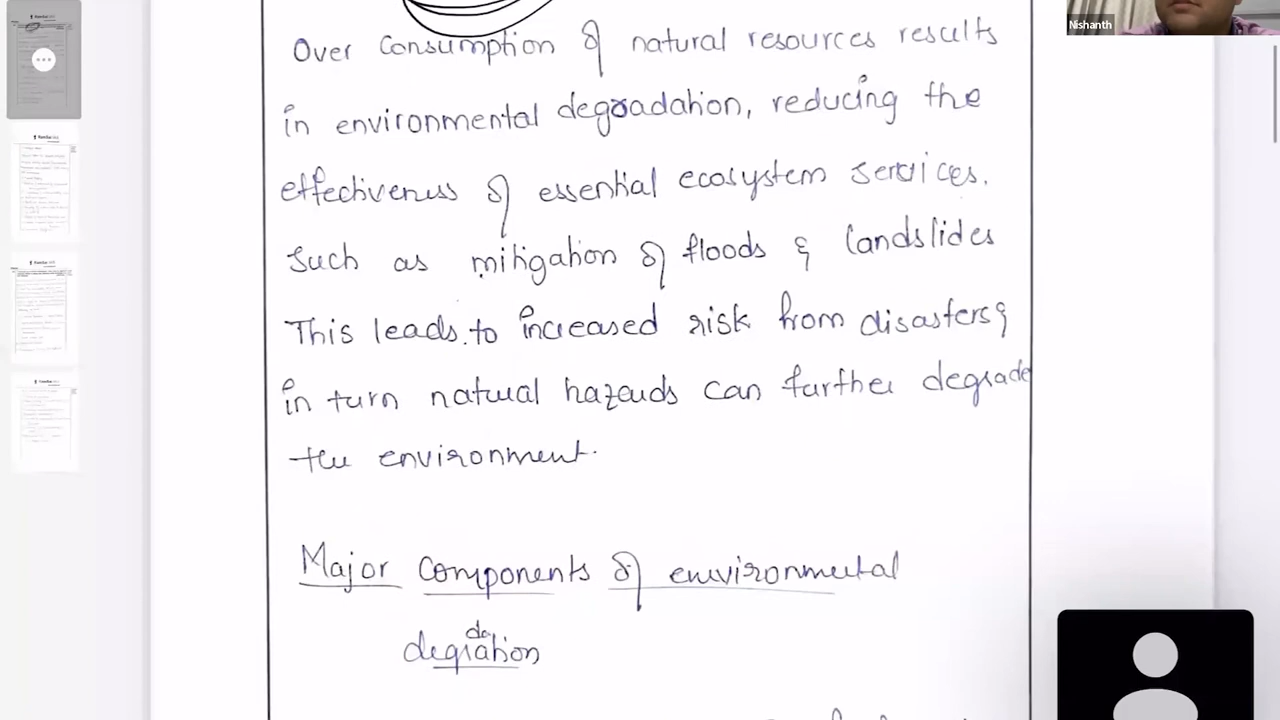 Nishanth
Over Consumption of natural resources results
in environmental degradation, reducing the
effectiveness of essential ecosystem services.
Such as mitigation of floods & landslides
This leads to increased risk from disasters &
in turn natural hazards can further degrade
the environment.
Major Components of environmental
degration
da